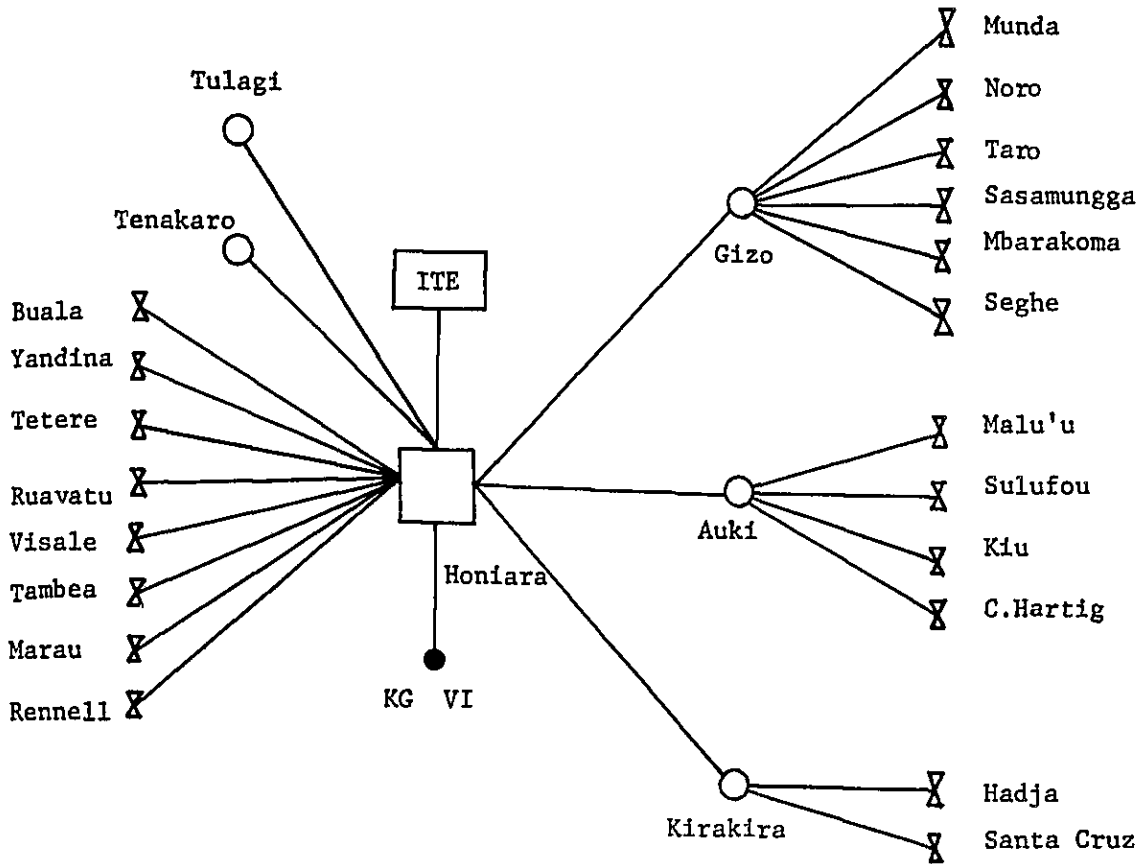 Tulagi
Tenakaro
ITE
Buala
Yandina
Tetere
Ruavatu
Visale
Tambea
Marau
Rennell
Honiara
KG VI
Gizo
Munda
Noro
Taro
Sasamungga
Mbarakoma
Seghe
Auki
Malu'u
Sulufou
Kiu
C.Hartig
Kirakira
Hadja
Santa Cruz